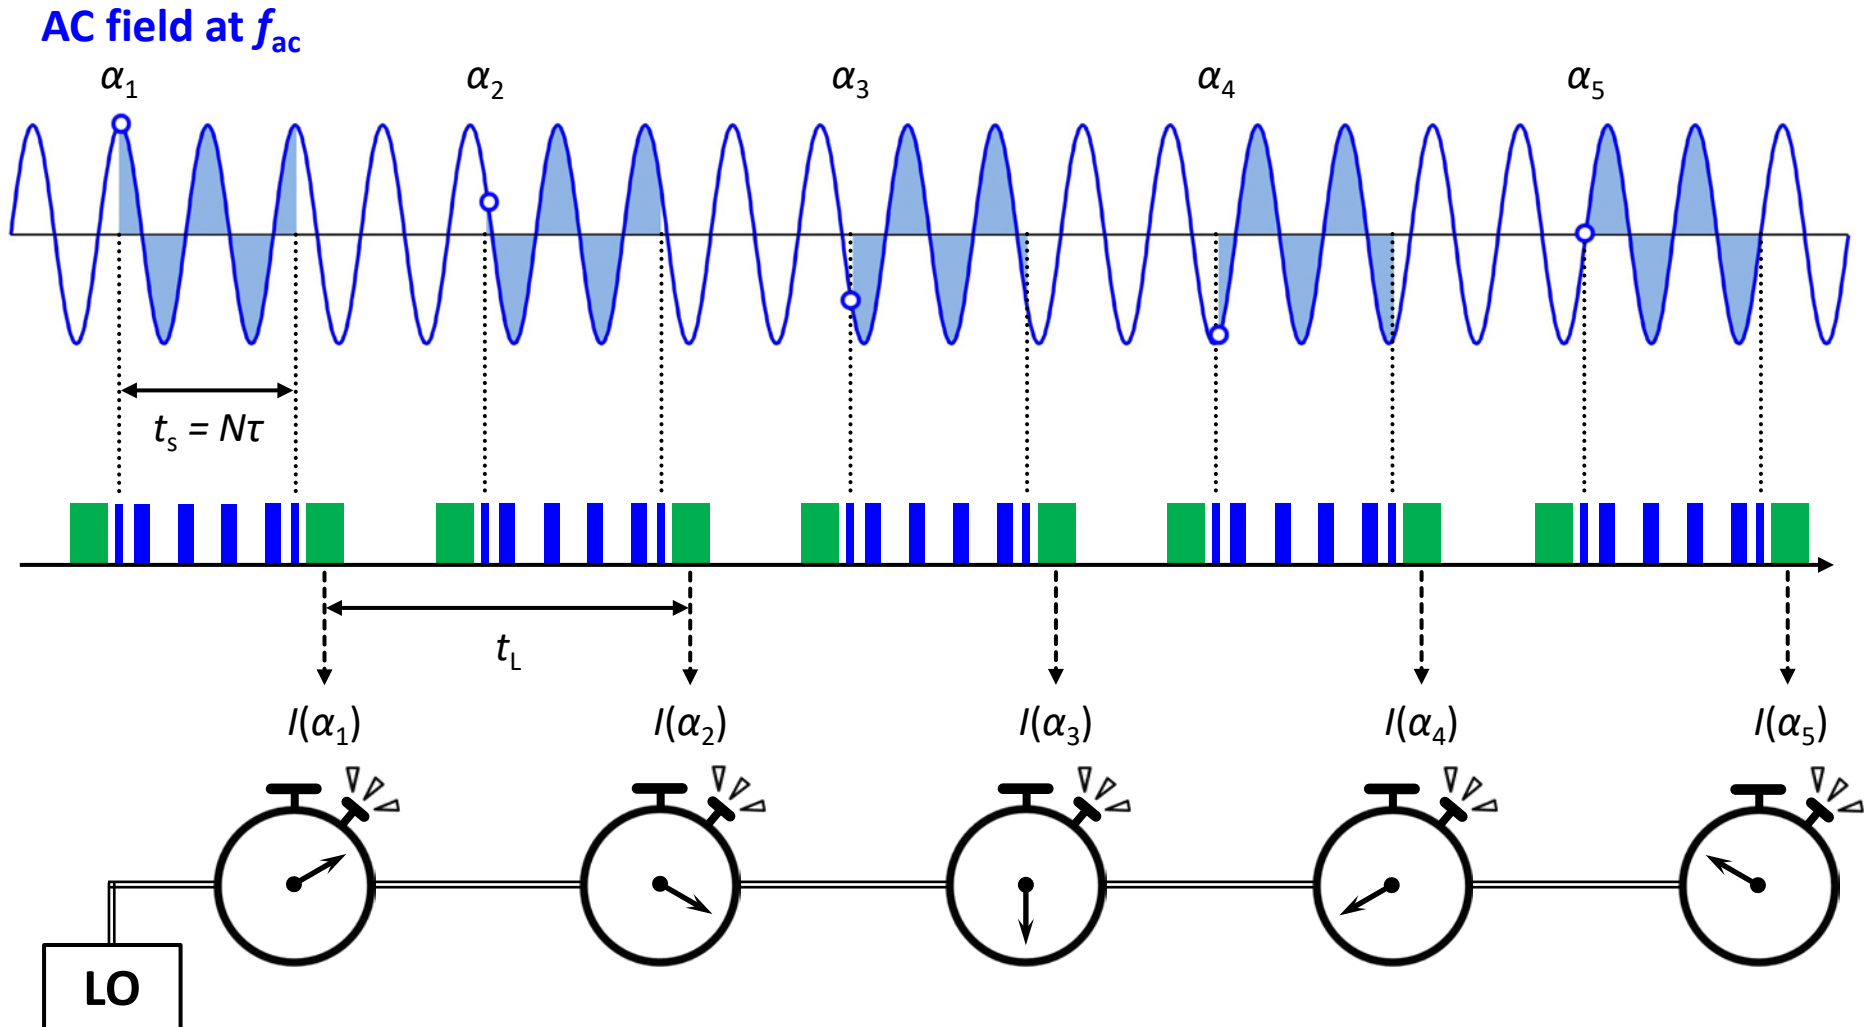 AC field at fac
α1 α2 α3 α4 α5
ts = Nτ
tL
I(α1) I(α2) I(α3) I(α4) I(α5)
LO